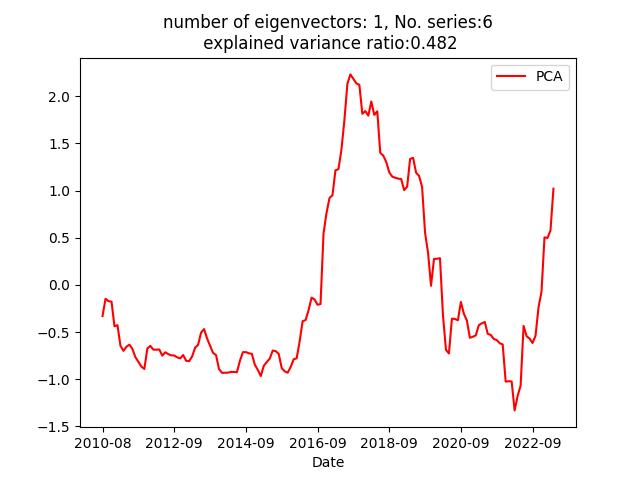 number of eigenvectors: 1, No. series:6
explained variance ratio:0.482
PCA
2.0
1.5
1.0
0.5
0.0
−0.5
−1.0
−1.5
2010-08 2012-09 2014-09 2016-09 2018-09 2020-09 2022-09
Date